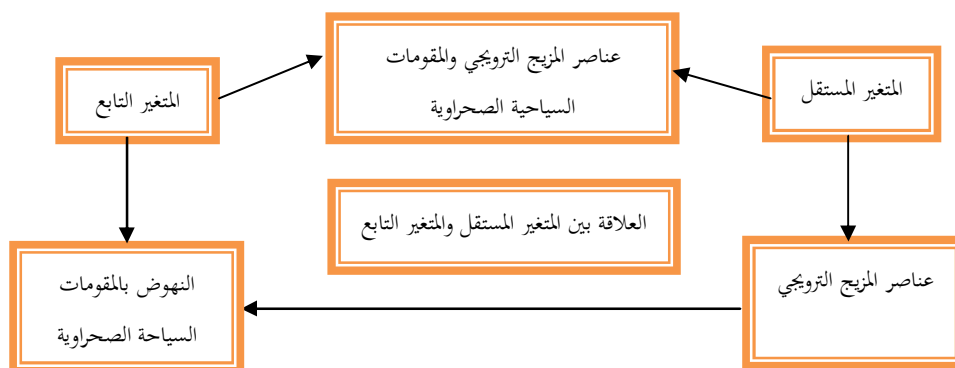 المتغير المستقل
عناصر المزيج الترويجي والمقومات
السياحية الصحراوية
المتغير التابع
العلاقة بين المتغير المستقل والمتغير التابع
عناصر المزيج الترويجي
النهوض بالمقومات
السياحة الصحراوية